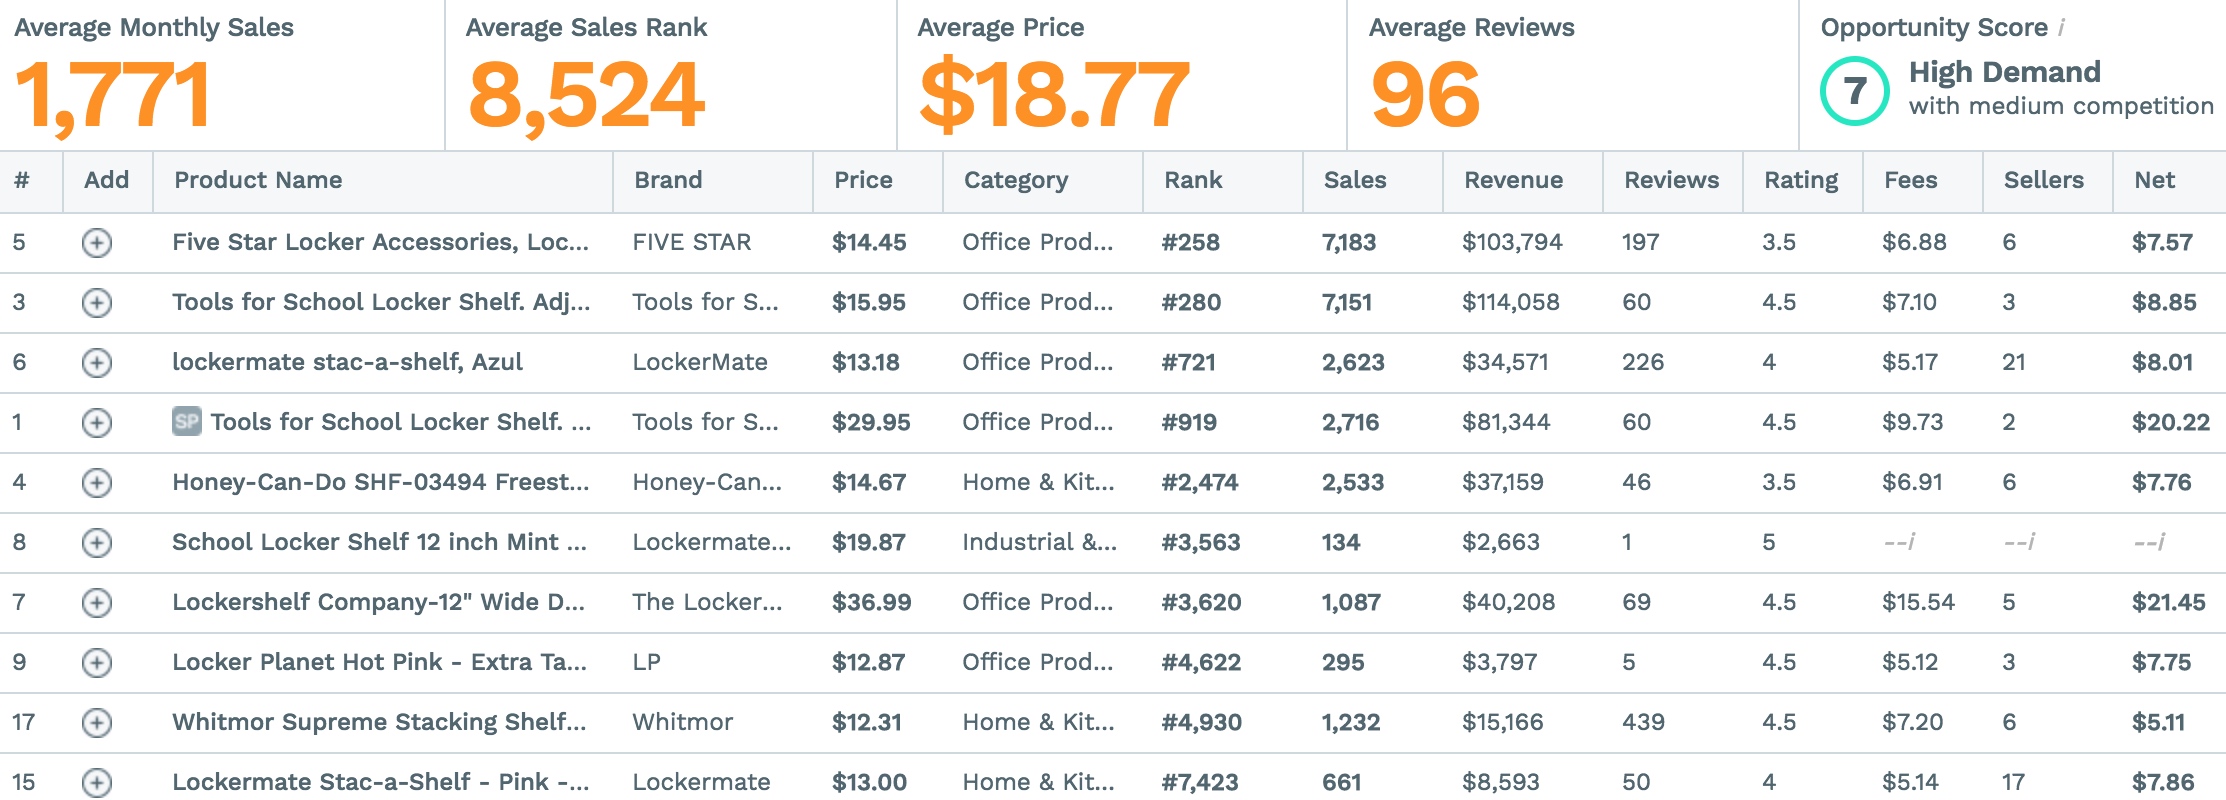 Average Monthly Sales Average Sales Rank Average Price Average Reviews Opportunity Score i
1,771 8,524 $18.77 96 7 High Demand
with medium competition
# Add Product Name Brand Price Category Rank Sales Revenue Reviews Rating Fees Sellers Net
5 Five Star Locker Accessories, Loc... FIVE STAR $14.45 Office Prod... #258 7,183 $103,794 197 3.5 $6.88 6 $7.57
3 Tools for School Locker Shelf. Adj... Tools for S... $15.95 Office Prod... #280 7,151 $114,058 60 4.5 $7.10 3 $8.85
6 lockermate stac-a-shelf, Azul LockerMate $13.18 Office Prod... #721 2,623 $34,571 226 4 $5.17 21 $8.01
1 SP Tools for School Locker Shelf. ... Tools for S... $29.95 Office Prod... #919 2,716 $81,344 60 4.5 $9.73 2 $20.22
4 Honey-Can-Do SHF-03494 Freest... Honey-Can... $14.67 Home & Kit... #2,474 2,533 $37,159 46 3.5 $6.91 6 $7.76
8 School Locker Shelf 12 inch Mint ... Lockermate... $19.87 Industrial &... #3,563 134 $2,663 1 5 --i --i --i
7 Lockershelf Company-12" Wide D... The Locker... $36.99 Office Prod... #3,620 1,087 $40,208 69 4.5 $15.54 5 $21.45
9 Locker Planet Hot Pink - Extra Ta... LP $12.87 Office Prod... #4,622 295 $3,797 5 4.5 $5.12 3 $7.75
17 Whitmor Supreme Stacking Shelf... Whitmor $12.31 Home & Kit... #4,930 1,232 $15,166 439 4.5 $7.20 6 $5.11
15 Lockermate Stac-a-Shelf - Pink -... Lockermate $13.00 Home & Kit... #7,423 661 $8,593 50 4 $5.14 17 $7.86